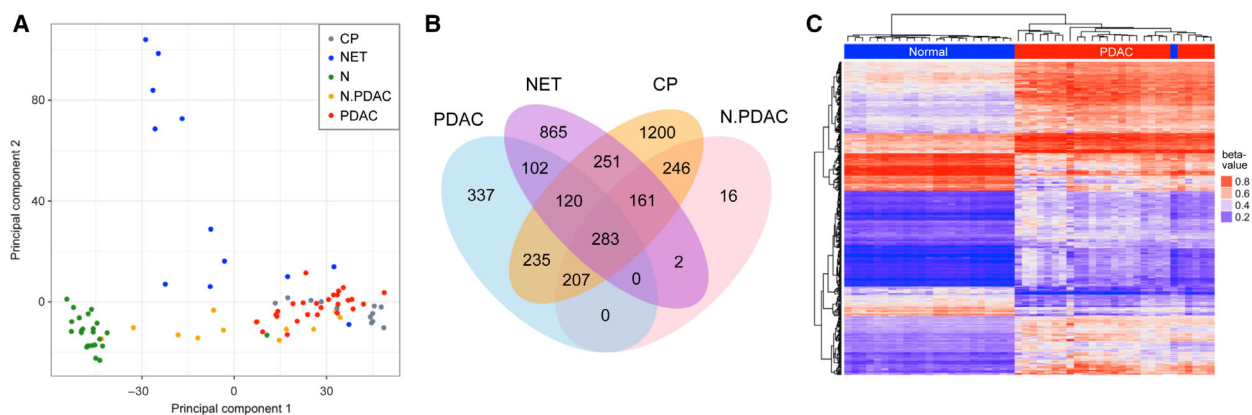 A
CP
NET
N
N.PDAC
PDAC
80
40
0
−30
0
30
Principal component 2
Principal component 1
B
NET
CP
PDAC
N.PDAC
865
1200
102
251
246
337
120
161
16
283
235
207
0
2
0
C
Normal
PDAC
beta-
value
0.8
0.6
0.4
0.2